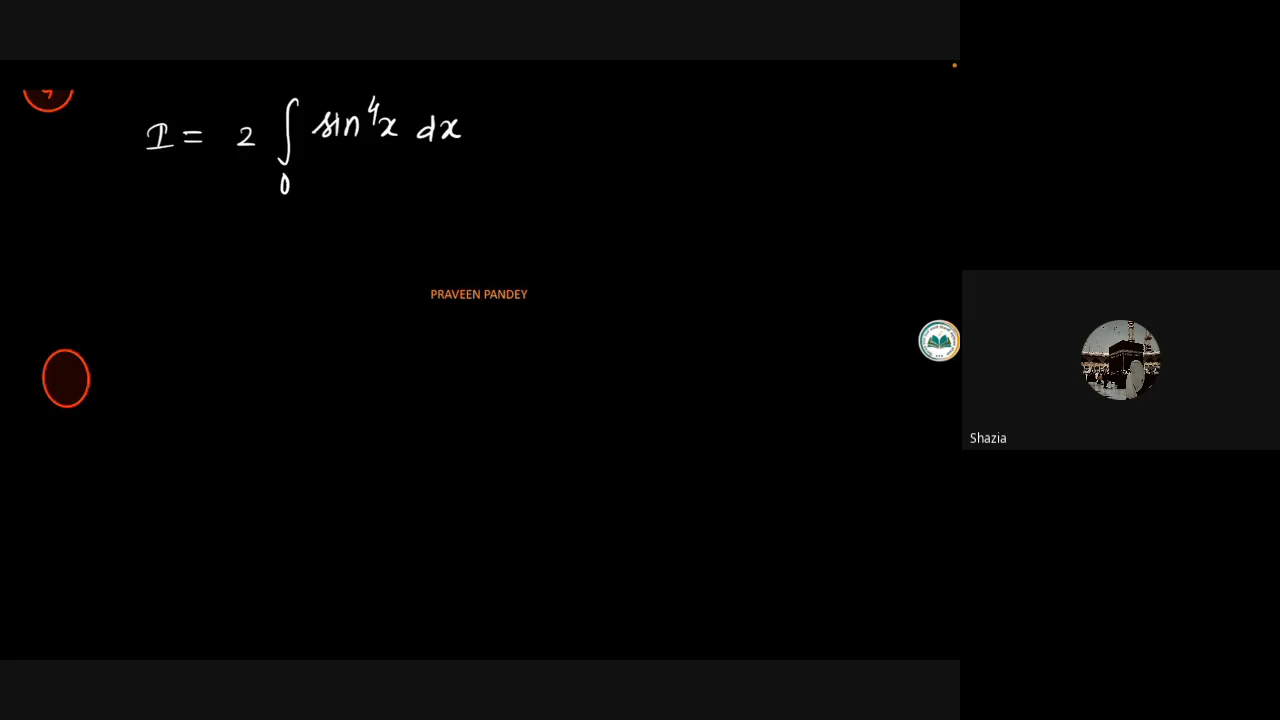 I = 2 ∫₀ sin⁴x dx
PRAVEEN PANDEY
Shazia